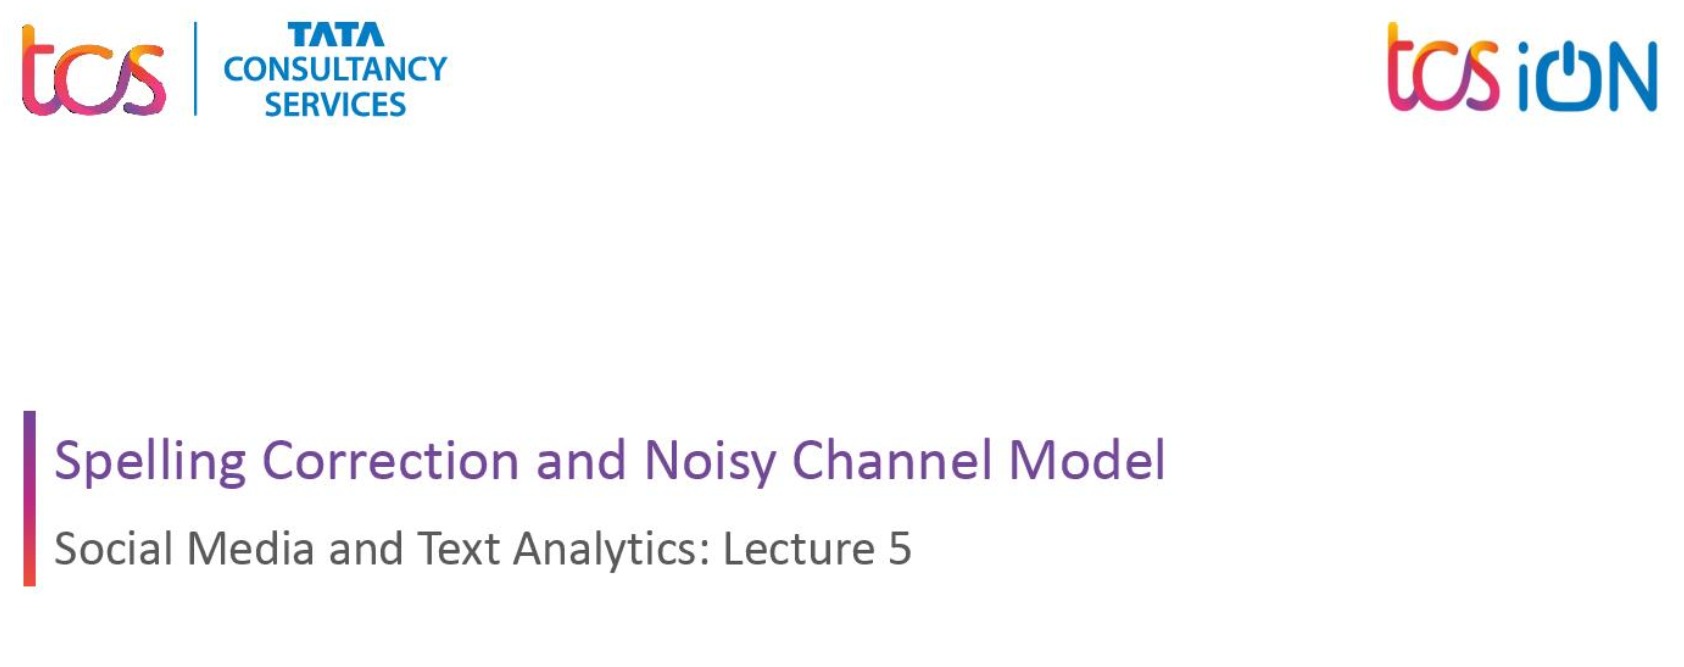 tcs
TATA
CONSULTANCY
SERVICES
tcs iON
Spelling Correction and Noisy Channel Model
Social Media and Text Analytics: Lecture 5